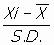 Xi – X̄
S.D.